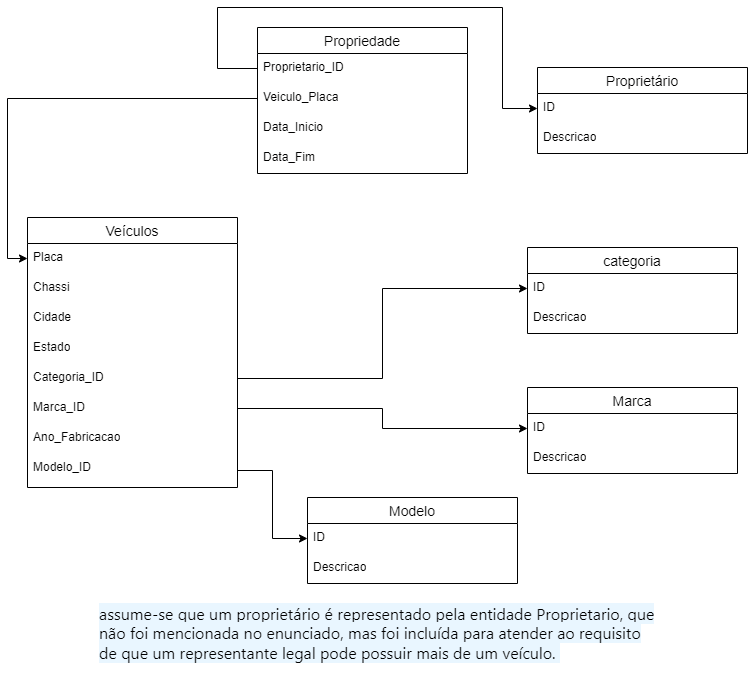 Propriedade
Proprietario_ID
Veiculo_Placa
Data_Inicio
Data_Fim
Proprietário
ID
Descricao
Veículos
Placa
Chassi
Cidade
Estado
Categoria_ID
Marca_ID
Ano_Fabricacao
Modelo_ID
categoria
ID
Descricao
Marca
ID
Descricao
Modelo
ID
Descricao
assume-se que um proprietário é representado pela entidade Proprietario, que
não foi mencionada no enunciado, mas foi incluída para atender ao requisito
de que um representante legal pode possuir mais de um veículo.